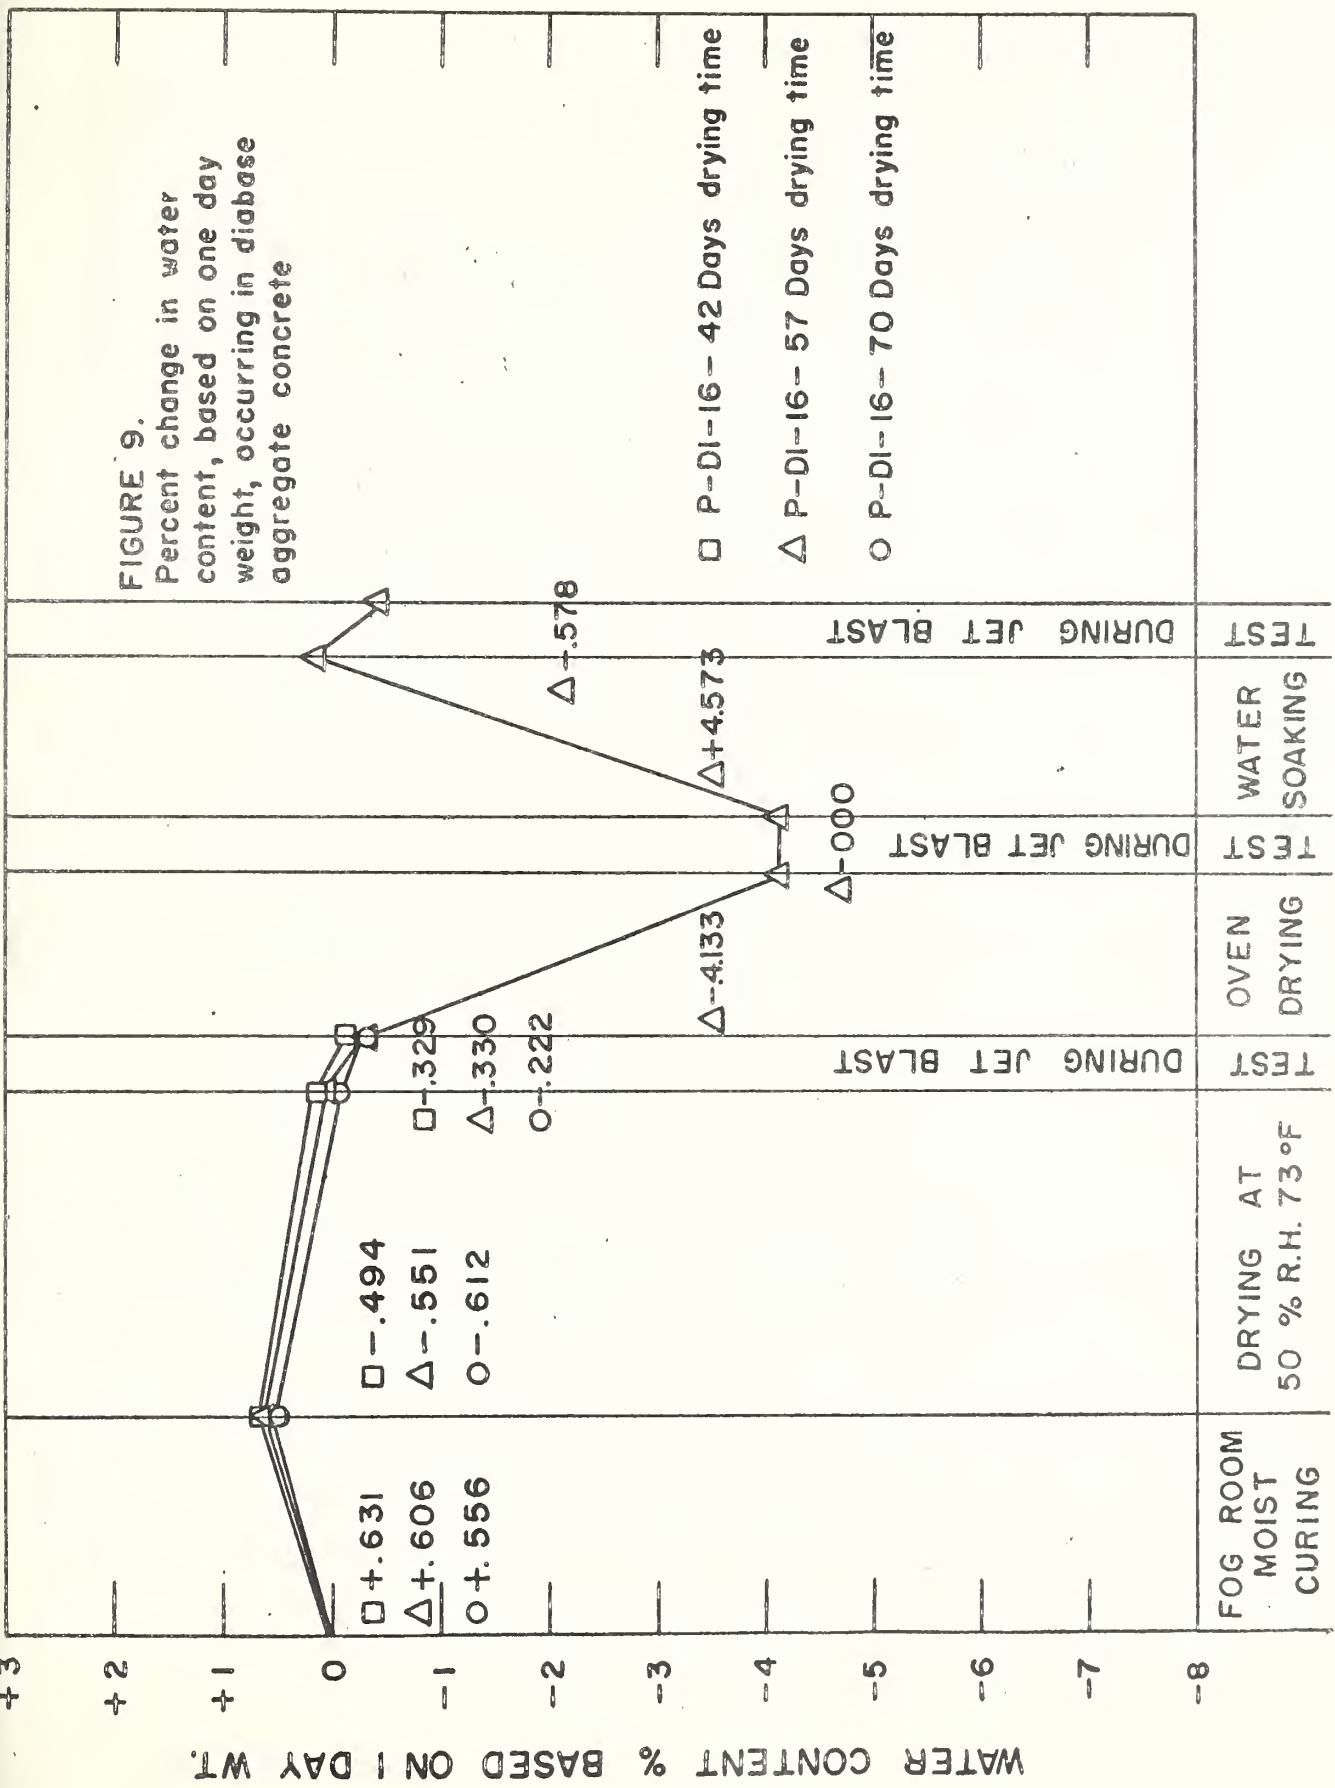 FIGURE 9.
Percent change in water
content, based on one day
weight, occurring in diabase
aggregate concrete
□ P-DI-16-42 Days drying time
△ P-DI-16-57 Days drying time
○ P-DI-16-70 Days drying time
WATER CONTENT % BASED ON 1 DAY WT.
+3
+2
+1
0
-1
-2
-3
-4
-5
-6
-7
-8
□+.631
△+.606
○+.556
□-.494
△-.551
○-.612
□-.329
△-.330
○-.222
△-4.133
△-000
△+4.573
△-.578
DURING JET BLAST
DURING JET BLAST
DURING JET BLAST
FOG ROOM
MOIST
CURING
DRYING AT
50 % R.H. 73°F
TEST
OVEN
DRYING
TEST
WATER
SOAKING
TEST